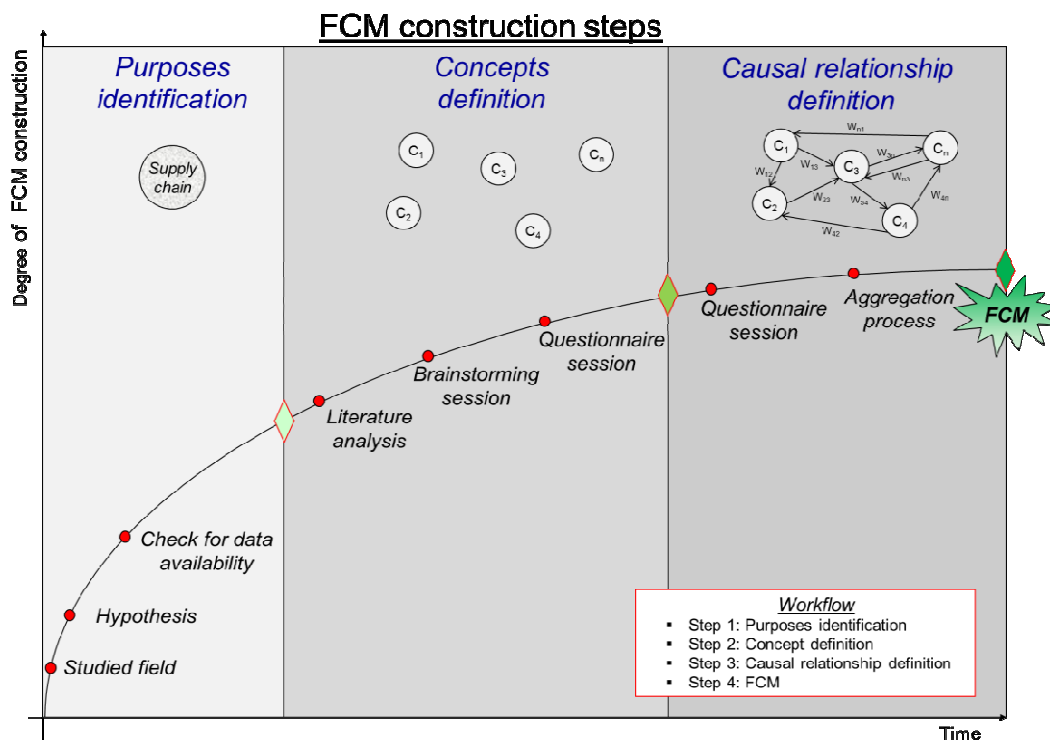 FCM construction steps
Degree of FCM construction
Purposes
identification
Concepts
definition
Causal relationship
definition
Supply
chain
C1
C3
Cn
C2
C4
Wn1
C1
Cn
W13
C3
W12
Wn3
C2
W23
W34
C4
W42
FCM
Aggregation
process
Questionnaire
session
Questionnaire
session
Brainstorming
session
Literature
analysis
Check for data
availability
Hypothesis
Studied field
Workflow
▪ Step 1: Purposes identification
▪ Step 2: Concept definition
▪ Step 3: Causal relationship definition
▪ Step 4: FCM
Time